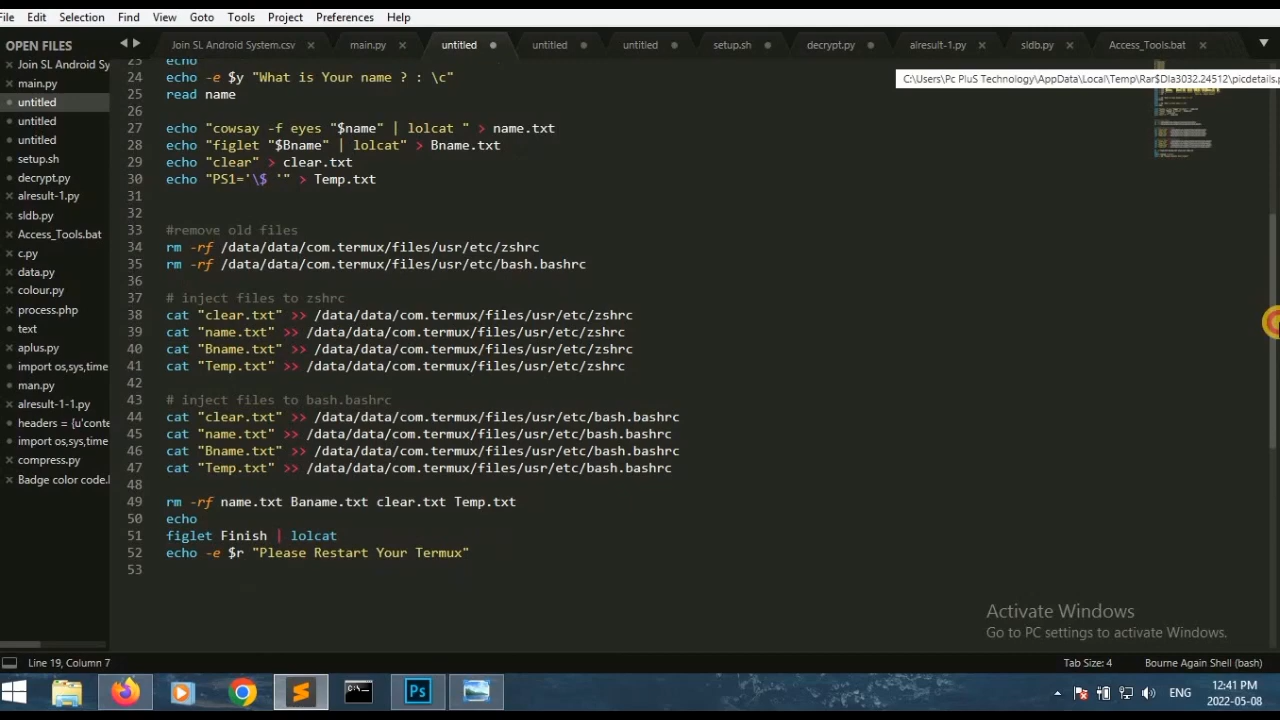 File Edit Selection Find View Goto Tools Project Preferences Help
OPEN FILES
Join SL Android System.csv main.py untitled untitled untitled setup.sh decrypt.py alresult-1.py sldb.py Access_Tools.bat
C:\Users\Pc PluS Technology\AppData\Local\Temp\Rar$DIa3032.24512\picdetails.p
Join SL Android Sy
main.py
untitled
untitled
untitled
setup.sh
decrypt.py
alresult-1.py
sldb.py
Access_Tools.bat
c.py
data.py
colour.py
process.php
text
aplus.py
import os,sys,time
man.py
alresult-1-1.py
headers = {u'conte
import os,sys,time
compress.py
Badge color code.l
23 echo
24 echo -e $y "What is Your name ? : \c"
25 read name
26
27 echo "cowsay -f eyes "$name" | lolcat " > name.txt
28 echo "figlet "$Bname" | lolcat" > Bname.txt
29 echo "clear" > clear.txt
30 echo "PS1='\$ '" > Temp.txt
31
32
33 #remove old files
34 rm -rf /data/data/com.termux/files/usr/etc/zshrc
35 rm -rf /data/data/com.termux/files/usr/etc/bash.bashrc
36
37 # inject files to zshrc
38 cat "clear.txt" >> /data/data/com.termux/files/usr/etc/zshrc
39 cat "name.txt" >> /data/data/com.termux/files/usr/etc/zshrc
40 cat "Bname.txt" >> /data/data/com.termux/files/usr/etc/zshrc
41 cat "Temp.txt" >> /data/data/com.termux/files/usr/etc/zshrc
42
43 # inject files to bash.bashrc
44 cat "clear.txt" >> /data/data/com.termux/files/usr/etc/bash.bashrc
45 cat "name.txt" >> /data/data/com.termux/files/usr/etc/bash.bashrc
46 cat "Bname.txt" >> /data/data/com.termux/files/usr/etc/bash.bashrc
47 cat "Temp.txt" >> /data/data/com.termux/files/usr/etc/bash.bashrc
48
49 rm -rf name.txt Baname.txt clear.txt Temp.txt
50 echo
51 figlet Finish | lolcat
52 echo -e $r "Please Restart Your Termux"
53
Activate Windows
Go to PC settings to activate Windows.
Line 19, Column 7 Tab Size: 4 Bourne Again Shell (bash)
Ps ENG 12:41 PM
2022-05-08